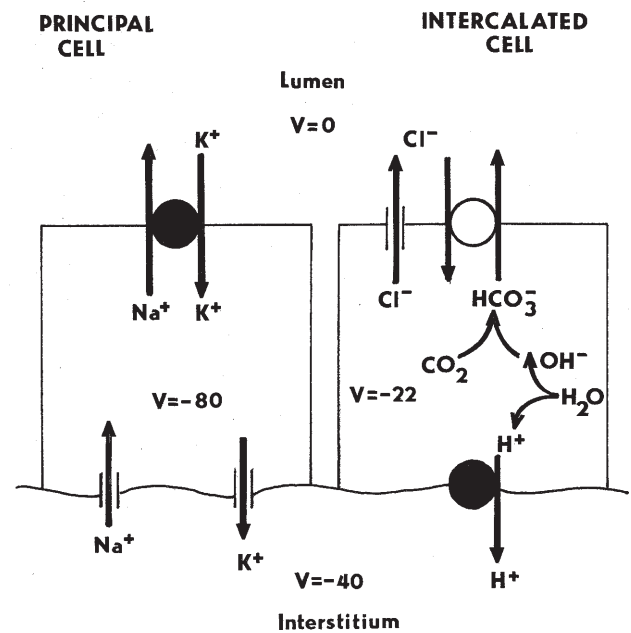 PRINCIPAL
CELL
INTERCALATED
CELL
Lumen
V=0
K⁺
Cl⁻
Na⁺
K⁺
Cl⁻
HCO₃⁻
CO₂
OH⁻
H₂O
V=-80
V=-22
H⁺
Na⁺
K⁺
V=-40
H⁺
Interstitium